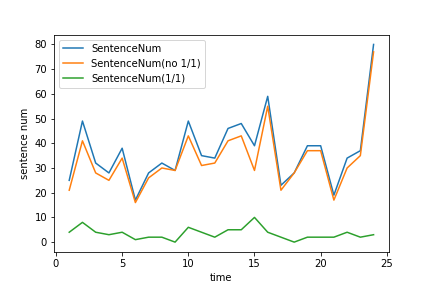 SentenceNum
SentenceNum(no 1/1)
SentenceNum(1/1)
80
70
60
50
40
30
20
10
0
sentence num
0 5 10 15 20 25
time